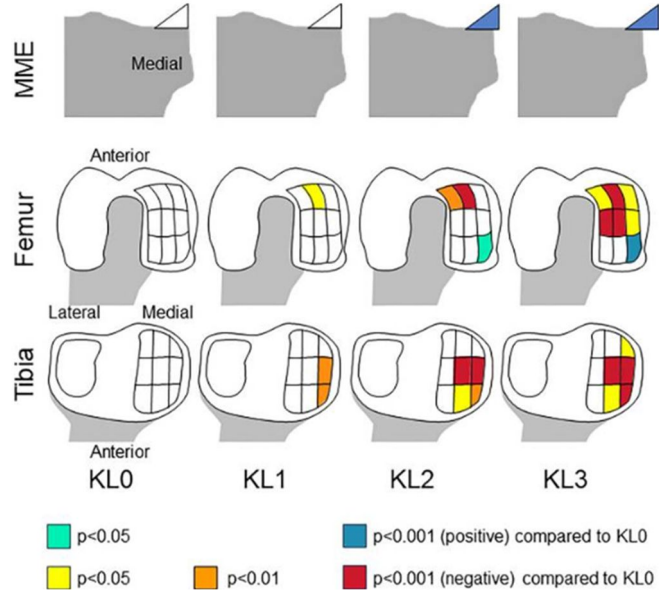 MME
Medial
Anterior
Femur
Lateral Medial
Tibia
Anterior
KL0 KL1 KL2 KL3
p<0.05 p<0.001 (positive) compared to KL0
p<0.05 p<0.01 p<0.001 (negative) compared to KL0